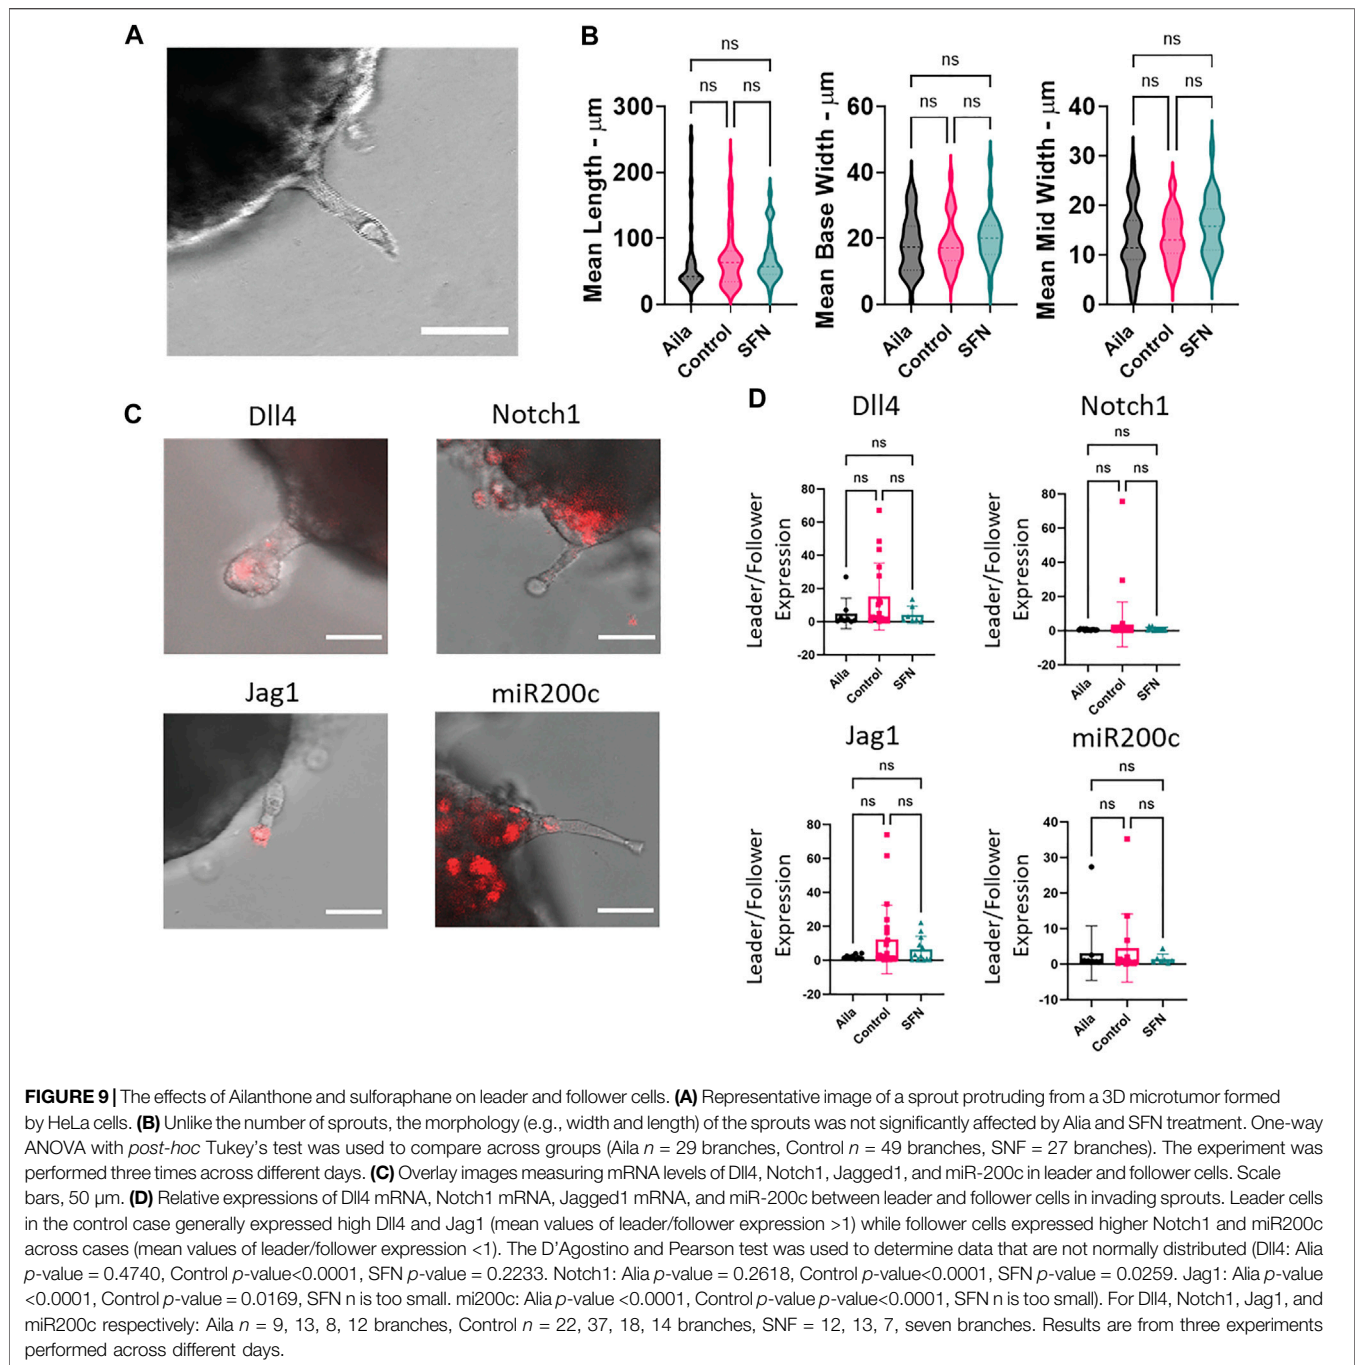 A
B
ns
ns
ns
300
200
100
0
Mean Length - μm
Aila
Control
SFN
ns
ns
ns
60
40
20
0
Mean Base Width - μm
Aila
Control
SFN
ns
ns
ns
40
30
20
10
0
Mean Mid Width - μm
Aila
Control
SFN
C
Dll4
Notch1
Jag1
miR200c
D
Dll4
ns
ns
ns
80
60
40
20
0
-20
Leader/Follower
Expression
Aila
Control
SFN
Notch1
ns
ns
ns
80
60
40
20
0
-20
Leader/Follower
Expression
Aila
Control
SFN
Jag1
ns
ns
ns
80
60
40
20
0
-20
Leader/Follower
Expression
Aila
Control
SFN
miR200c
ns
ns
ns
40
30
20
10
0
-10
Leader/Follower
Expression
Aila
Control
SFN
FIGURE 9 | The effects of Ailanthone and sulforaphane on leader and follower cells. (A) Representative image of a sprout protruding from a 3D microtumor formed
by HeLa cells. (B) Unlike the number of sprouts, the morphology (e.g., width and length) of the sprouts was not significantly affected by Alia and SFN treatment. One-way
ANOVA with post-hoc Tukey's test was used to compare across groups (Aila n = 29 branches, Control n = 49 branches, SNF = 27 branches). The experiment was
performed three times across different days. (C) Overlay images measuring mRNA levels of Dll4, Notch1, Jagged1, and miR-200c in leader and follower cells. Scale
bars, 50 μm. (D) Relative expressions of Dll4 mRNA, Notch1 mRNA, Jagged1 mRNA, and miR-200c between leader and follower cells in invading sprouts. Leader cells
in the control case generally expressed high Dll4 and Jag1 (mean values of leader/follower expression >1) while follower cells expressed higher Notch1 and miR200c
across cases (mean values of leader/follower expression <1). The D'Agostino and Pearson test was used to determine data that are not normally distributed (Dll4: Alia
p-value = 0.4740, Control p-value<0.0001, SFN p-value = 0.2233. Notch1: Alia p-value = 0.2618, Control p-value<0.0001, SFN p-value = 0.0259. Jag1: Alia p-value
<0.0001, Control p-value = 0.0169, SFN n is too small. mi200c: Alia p-value <0.0001, Control p-value p-value<0.0001, SFN n is too small). For Dll4, Notch1, Jag1, and
miR200c respectively: Aila n = 9, 13, 8, 12 branches, Control n = 22, 37, 18, 14 branches, SNF = 12, 13, 7, seven branches. Results are from three experiments
performed across different days.